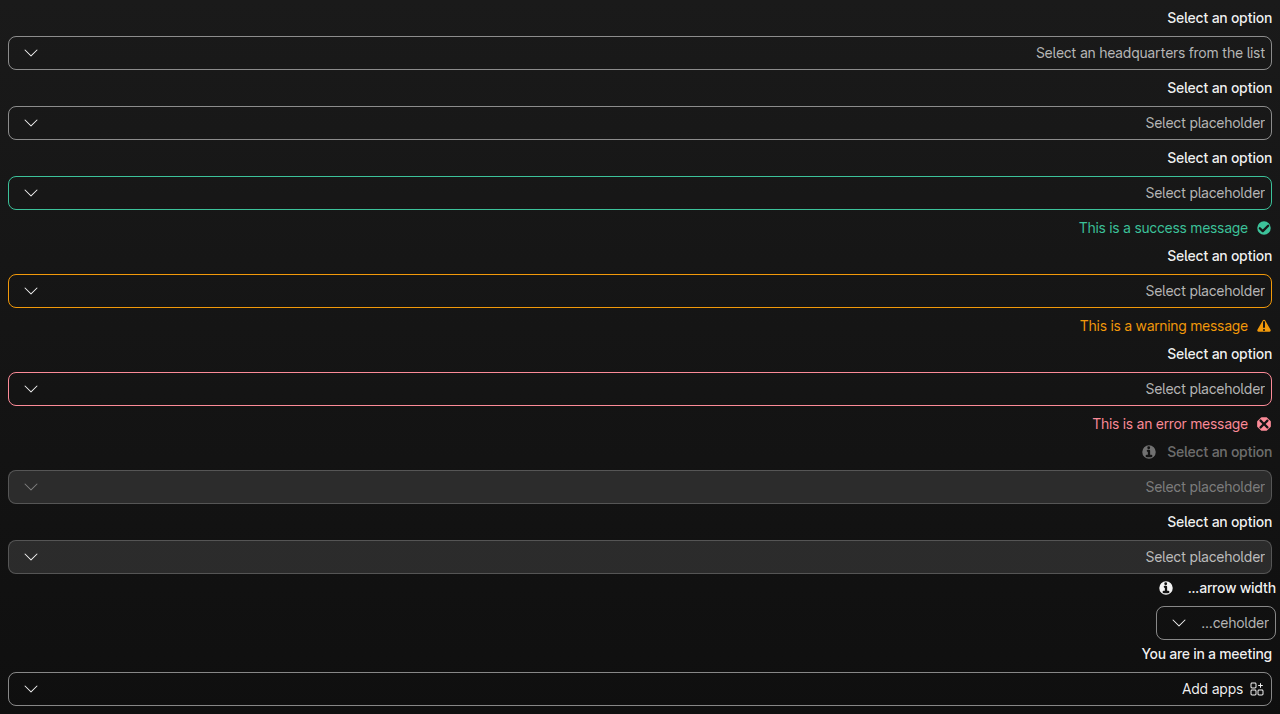 Select an option
Select an headquarters from the list
Select an option
Select placeholder
Select an option
Select placeholder
This is a success message
Select an option
Select placeholder
This is a warning message
Select an option
Select placeholder
This is an error message
Select an option
Select placeholder
Select an option
Select placeholder
...arrow width
...ceholder
You are in a meeting
Add apps